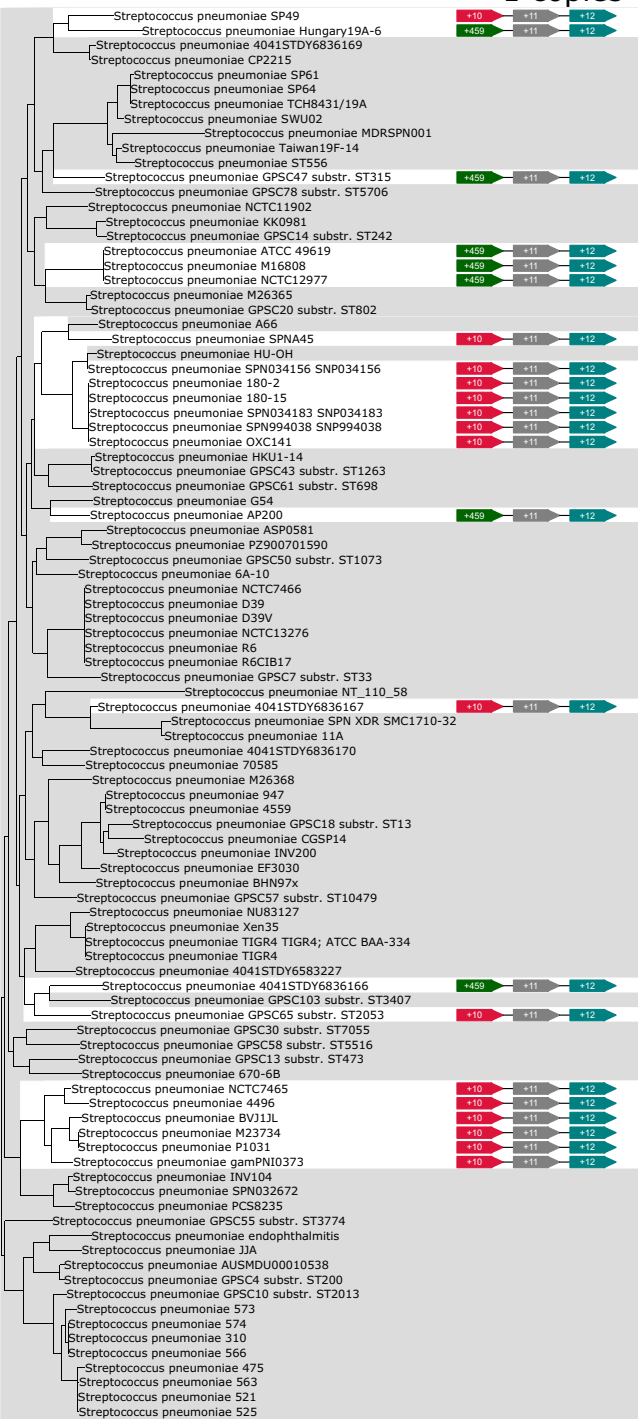 Streptococcus pneumoniae SP49 +10 +11 +12
Streptococcus pneumoniae Hungary19A-6 +459 +11 +12
Streptococcus pneumoniae 4041STDY6836169
Streptococcus pneumoniae CP2215
Streptococcus pneumoniae SP61
Streptococcus pneumoniae SP64
Streptococcus pneumoniae TCH8431/19A
Streptococcus pneumoniae SWU02
Streptococcus pneumoniae MDRSPN001
Streptococcus pneumoniae Taiwan19F-14
Streptococcus pneumoniae ST556
Streptococcus pneumoniae GPSC47 substr. ST315 +459 +11 +12
Streptococcus pneumoniae GPSC78 substr. ST5706
Streptococcus pneumoniae NCTC11902
Streptococcus pneumoniae KK0981
Streptococcus pneumoniae GPSC14 substr. ST242
Streptococcus pneumoniae ATCC 49619 +459 +11 +12
Streptococcus pneumoniae M16808 +459 +11 +12
Streptococcus pneumoniae NCTC12977 +459 +11 +12
Streptococcus pneumoniae M26365
Streptococcus pneumoniae GPSC20 substr. ST802
Streptococcus pneumoniae A66
Streptococcus pneumoniae SPNA45 +10 +11 +12
Streptococcus pneumoniae HU-OH
Streptococcus pneumoniae SPN034156 SNP034156 +10 +11 +12
Streptococcus pneumoniae 180-2 +10 +11 +12
Streptococcus pneumoniae 180-15 +10 +11 +12
Streptococcus pneumoniae SPN034183 SNP034183 +10 +11 +12
Streptococcus pneumoniae SPN994038 SNP994038 +10 +11 +12
Streptococcus pneumoniae OXC141 +10 +11 +12
Streptococcus pneumoniae HKU1-14
Streptococcus pneumoniae GPSC43 substr. ST1263
Streptococcus pneumoniae GPSC61 substr. ST698
Streptococcus pneumoniae G54
Streptococcus pneumoniae AP200 +459 +11 +12
Streptococcus pneumoniae ASP0581
Streptococcus pneumoniae PZ900701590
Streptococcus pneumoniae GPSC50 substr. ST1073
Streptococcus pneumoniae 6A-10
Streptococcus pneumoniae NCTC7466
Streptococcus pneumoniae D39
Streptococcus pneumoniae D39V
Streptococcus pneumoniae NCTC13276
Streptococcus pneumoniae R6
Streptococcus pneumoniae R6CIB17
Streptococcus pneumoniae GPSC7 substr. ST33
Streptococcus pneumoniae NT_110_58
Streptococcus pneumoniae 4041STDY6836167 +10 +11 +12
Streptococcus pneumoniae SPN XDR SMC1710-32
Streptococcus pneumoniae 11A
Streptococcus pneumoniae 4041STDY6836170
Streptococcus pneumoniae 70585
Streptococcus pneumoniae M26368
Streptococcus pneumoniae 947
Streptococcus pneumoniae 4559
Streptococcus pneumoniae GPSC18 substr. ST13
Streptococcus pneumoniae CGSP14
Streptococcus pneumoniae INV200
Streptococcus pneumoniae EF3030
Streptococcus pneumoniae BHN97x
Streptococcus pneumoniae GPSC57 substr. ST10479
Streptococcus pneumoniae NU83127
Streptococcus pneumoniae Xen35
Streptococcus pneumoniae TIGR4 TIGR4; ATCC BAA-334
Streptococcus pneumoniae TIGR4
Streptococcus pneumoniae 4041STDY6583227
Streptococcus pneumoniae 4041STDY6836166 +459 +11 +12
Streptococcus pneumoniae GPSC103 substr. ST3407
Streptococcus pneumoniae GPSC65 substr. ST2053 +10 +11 +12
Streptococcus pneumoniae GPSC30 substr. ST7055
Streptococcus pneumoniae GPSC58 substr. ST5516
Streptococcus pneumoniae GPSC13 substr. ST473
Streptococcus pneumoniae 670-6B
Streptococcus pneumoniae NCTC7465 +10 +11 +12
Streptococcus pneumoniae 4496 +10 +11 +12
Streptococcus pneumoniae BVJ1JL +10 +11 +12
Streptococcus pneumoniae M23734 +10 +11 +12
Streptococcus pneumoniae P1031 +10 +11 +12
Streptococcus pneumoniae gamPNI0373 +10 +11 +12
Streptococcus pneumoniae INV104
Streptococcus pneumoniae SPN032672
Streptococcus pneumoniae PCS8235
Streptococcus pneumoniae GPSC55 substr. ST3774
Streptococcus pneumoniae endophthalmitis
Streptococcus pneumoniae JJA
Streptococcus pneumoniae AUSMDU00010538
Streptococcus pneumoniae GPSC4 substr. ST200
Streptococcus pneumoniae GPSC10 substr. ST2013
Streptococcus pneumoniae 573
Streptococcus pneumoniae 574
Streptococcus pneumoniae 310
Streptococcus pneumoniae 566
Streptococcus pneumoniae 475
Streptococcus pneumoniae 563
Streptococcus pneumoniae 521
Streptococcus pneumoniae 525